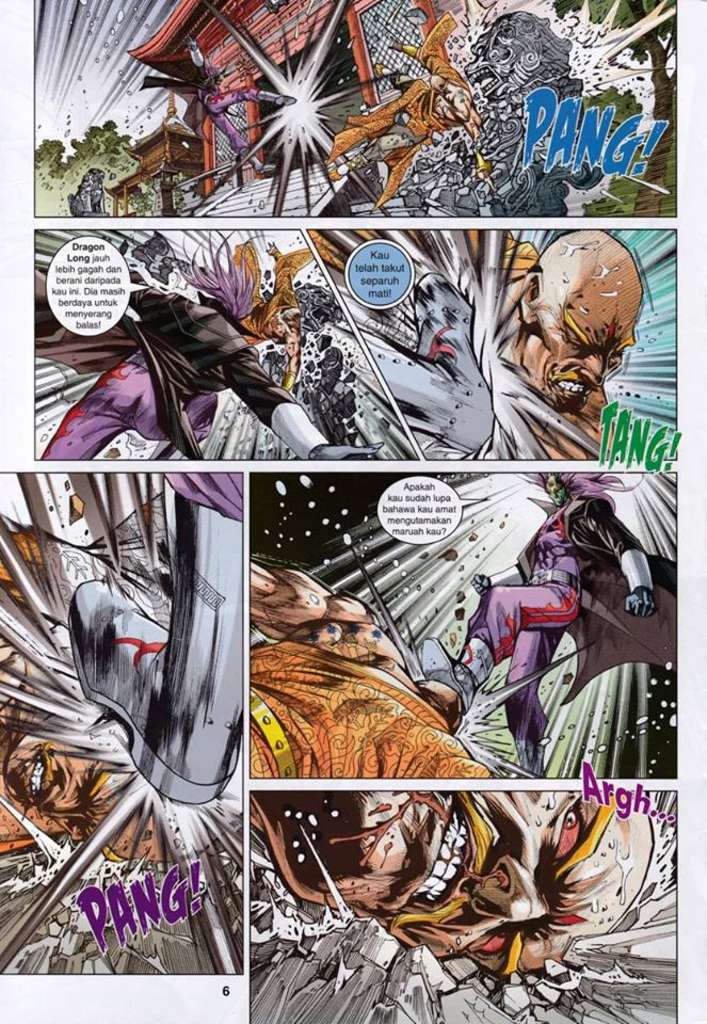 PANG!
Dragon
Long jauh
lebih gagah dan
berani daripada
kau ini. Dia masih
berdaya untuk
menyerang
balas!
Kau
telah takut
separuh
mati!
TANG!
PANG!
Apakah
kau sudah lupa
bahawa kau amat
mengutamakan
maruah kau?
Argh...
6